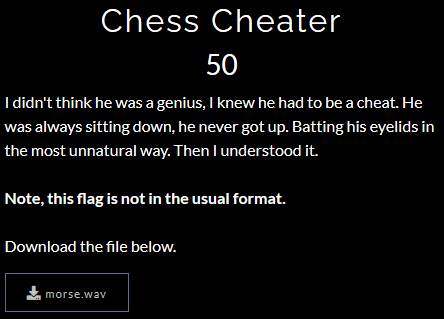 Chess Cheater
50
I didn't think he was a genius, I knew he had to be a cheat. He
was always sitting down, he never got up. Batting his eyelids in
the most unnatural way. Then I understood it.
Note, this flag is not in the usual format.
Download the file below.
morse.wav